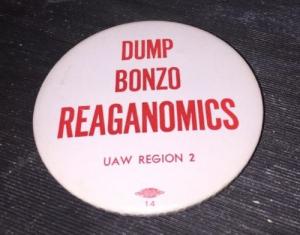 DUMP
BONZO
REAGANOMICS
UAW REGION 2
14